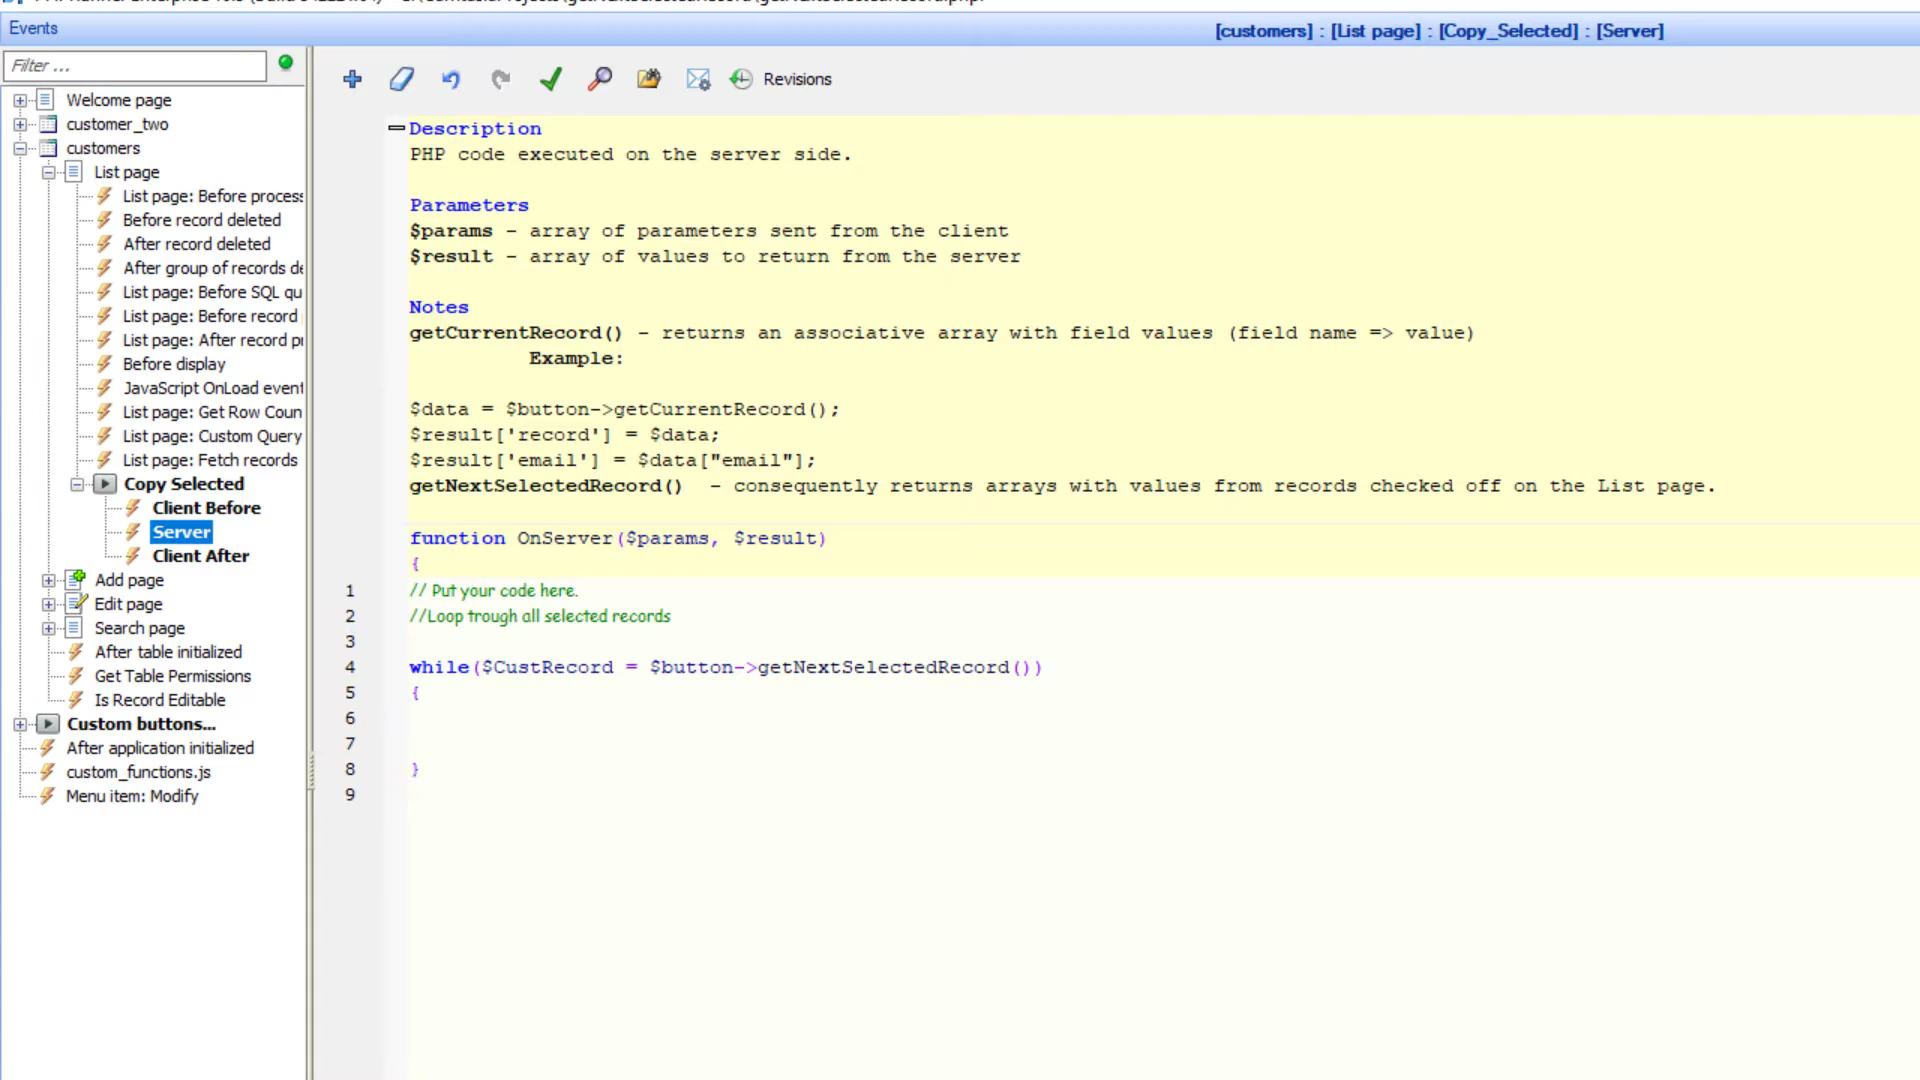 Events
[customers] : [List page] : [Copy_Selected] : [Server]
Filter ...
Revisions
Welcome page
customer_two
customers
List page
List page: Before process
Before record deleted
After record deleted
After group of records de
List page: Before SQL qu
List page: Before record
List page: After record pr
Before display
JavaScript OnLoad event
List page: Get Row Coun
List page: Custom Query
List page: Fetch records
Copy Selected
Client Before
Server
Client After
Add page
Edit page
Search page
After table initialized
Get Table Permissions
Is Record Editable
Custom buttons...
After application initialized
custom_functions.js
Menu item: Modify
Description
PHP code executed on the server side.
Parameters
$params - array of parameters sent from the client
$result - array of values to return from the server
Notes
getCurrentRecord() - returns an associative array with field values (field name => value)
Example:
$data = $button->getCurrentRecord();
$result['record'] = $data;
$result['email'] = $data["email"];
getNextSelectedRecord() - consequently returns arrays with values from records checked off on the List page.
function OnServer($params, $result)
{
1 // Put your code here.
2 //Loop trough all selected records
3
4 while($CustRecord = $button->getNextSelectedRecord())
5 {
6
7
8 }
9